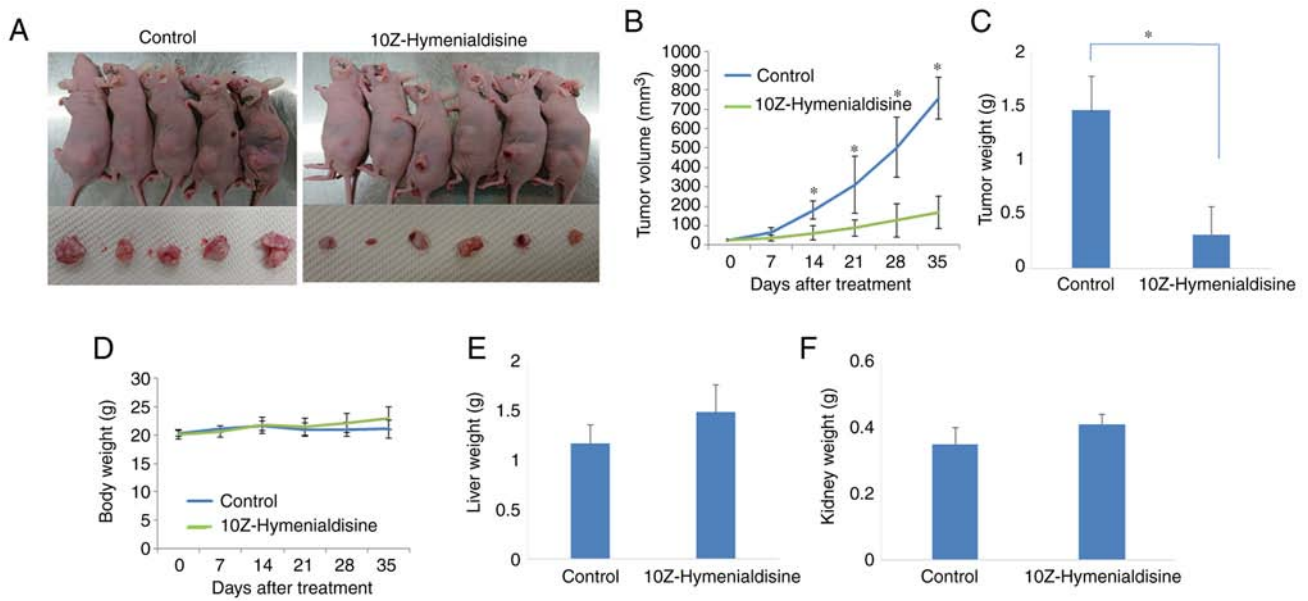 A
Control
10Z-Hymenialdisine
B
Tumor volume (mm³)
1000
900
800
700
600
500
400
300
200
100
0
Control
10Z-Hymenialdisine
*
*
*
*
0 7 14 21 28 35
Days after treatment
C
Tumor weight (g)
2
1.5
1
0.5
0
*
Control 10Z-Hymenialdisine
D
Body weight (g)
30
25
20
15
10
5
0
Control
10Z-Hymenialdisine
0 7 14 21 28 35
Days after treatment
E
Liver weight (g)
2
1.5
1
0.5
0
Control 10Z-Hymenialdisine
F
Kidney weight (g)
0.6
0.4
0.2
0
Control 10Z-Hymenialdisine